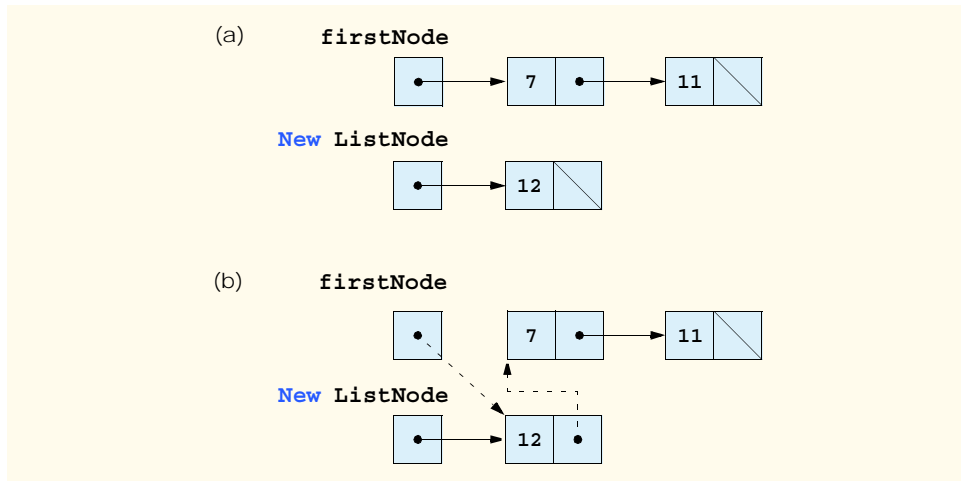 (a) firstNode
7 11
New ListNode
12
(b) firstNode
7 11
New ListNode
12